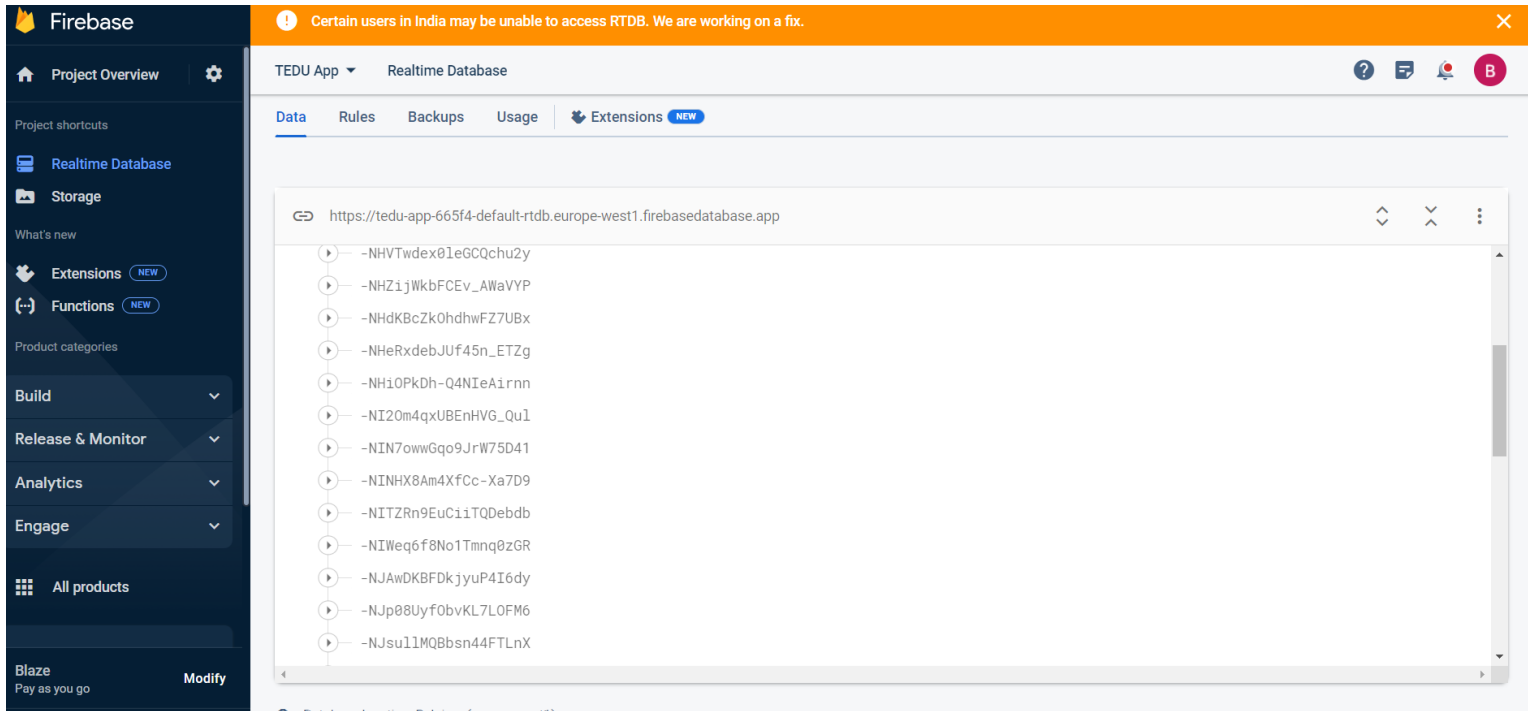 Firebase
Certain users in India may be unable to access RTDB. We are working on a fix.
Project Overview
TEDU App
Realtime Database
B
Data
Rules
Backups
Usage
Extensions NEW
Project shortcuts
Realtime Database
Storage
What's new
Extensions NEW
Functions NEW
Product categories
Build
Release & Monitor
Analytics
Engage
All products
Blaze
Pay as you go
Modify
https://tedu-app-665f4-default-rtdb.europe-west1.firebasedatabase.app
-NHVTwdex0leGCQchu2y
-NHZijWkbFCEv_AWaVYP
-NHdKBcZkOhdhwFZ7UBx
-NHeRxdebJUf45n_ETZg
-NHiOPkDh-Q4NIeAirnn
-NI2Om4qxUBEnHVG_Qul
-NIN7owwGqo9JrW75D41
-NINHX8Am4XfCc-Xa7D9
-NITZRn9EuCiiTQDebdb
-NIWeq6f8No1Tmnq0zGR
-NJAwDKBFDkjyuP4I6dy
-NJp08UyfObvKL7LOFM6
-NJsullMQBbsn44FTLnX